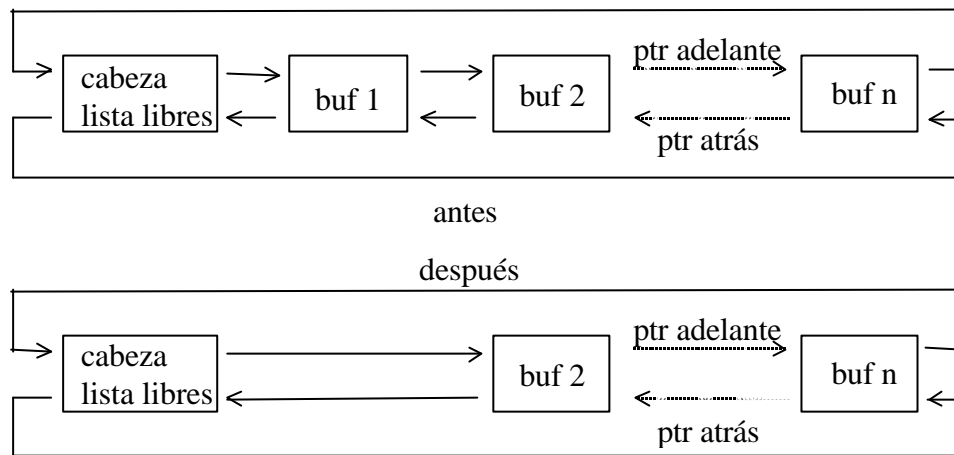 ptr adelante
cabeza
lista libres
buf 1
buf 2
buf n
ptr atrás
antes
después
ptr adelante
cabeza
lista libres
buf 2
buf n
ptr atrás